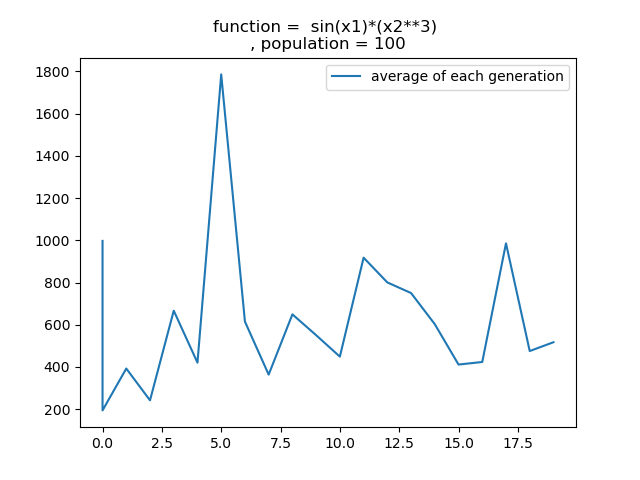 function =  sin(x1)*(x2**3)
, population = 100
average of each generation
1800
1600
1400
1200
1000
800
600
400
200
0.0 2.5 5.0 7.5 10.0 12.5 15.0 17.5